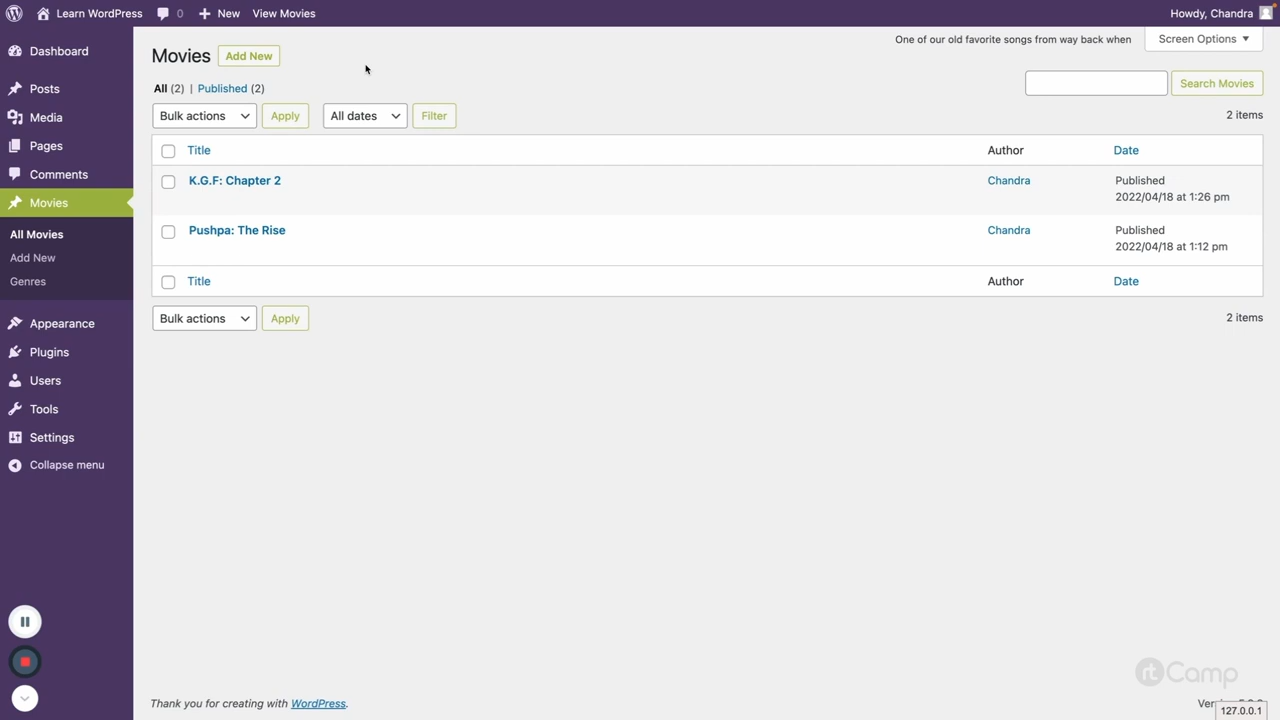 Learn WordPress
0
New
View Movies
Howdy, Chandra
Dashboard
Posts
Media
Pages
Comments
Movies
All Movies
Add New
Genres
Appearance
Plugins
Users
Tools
Settings
Collapse menu
One of our old favorite songs from way back when
Screen Options
Movies
Add New
All (2) | Published (2)
Search Movies
Bulk actions
Apply
All dates
Filter
2 items
Title
Author
Date
K.G.F: Chapter 2
Chandra
Published
2022/04/18 at 1:26 pm
Pushpa: The Rise
Chandra
Published
2022/04/18 at 1:12 pm
Title
Author
Date
Bulk actions
Apply
2 items
rtCamp
Thank you for creating with WordPress.
127.0.0.1